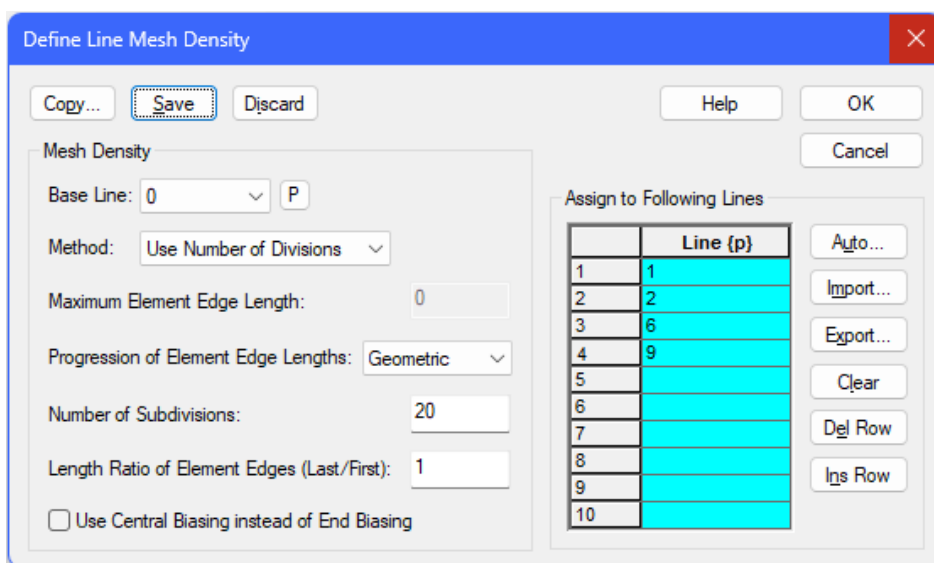 Define Line Mesh Density
Copy... Save Discard Help OK
Cancel
Mesh Density
Base Line: 0 P
Method: Use Number of Divisions
Maximum Element Edge Length: 0
Progression of Element Edge Lengths: Geometric
Number of Subdivisions: 20
Length Ratio of Element Edges (Last/First): 1
Use Central Biasing instead of End Biasing
Assign to Following Lines
Line {p}
1 1
2 2
3 6
4 9
5
6
7
8
9
10
Auto...
Import...
Export...
Clear
Del Row
Ins Row